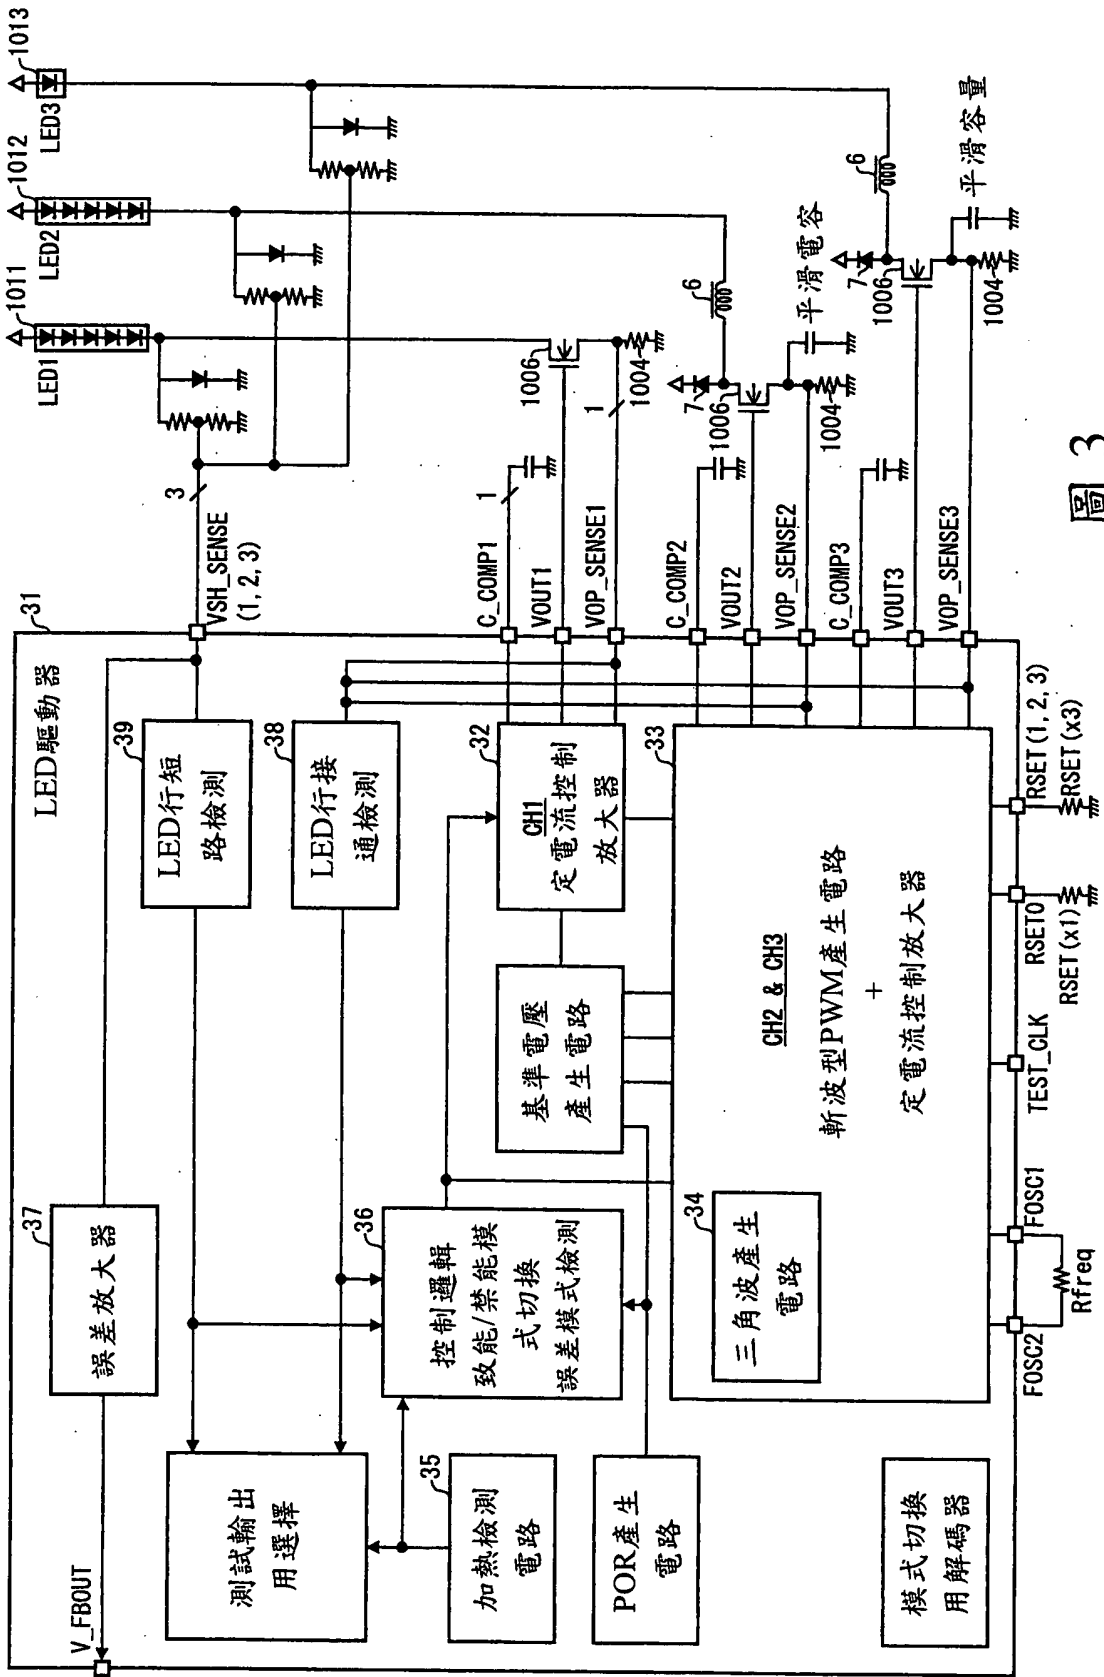 LED驅動器
31
V_FBOUT
37
誤差放大器
39
LED行短
路檢測
38
LED行接
通檢測
測試輸出
用選擇
36
控制邏輯
致能/禁能模
式切換
誤差模式檢測
35
加熱檢測
電路
POR產生
電路
模式切換
用解碼器
基準電壓
產生電路
32
CH1
定電流控制
放大器
33
CH2 & CH3
斬波型PWM產生電路
+
定電流控制放大器
34
三角波產生
電路
VSH_SENSE
(1, 2, 3)
3
C_COMP1
1
VOUT1
VOP_SENSE1
1
C_COMP2
VOUT2
VOP_SENSE2
C_COMP3
VOUT3
VOP_SENSE3
FOSC2
FOSC1
Rfreq
TEST_CLK
RSET0
RSET(x1)
RSET(1, 2, 3)
RSET(x3)
LED1
1011
LED2
1012
LED3
1013
1006
1004
6
7
1006
1004
平滑電容
6
7
1006
1004
平滑容量
圖 3